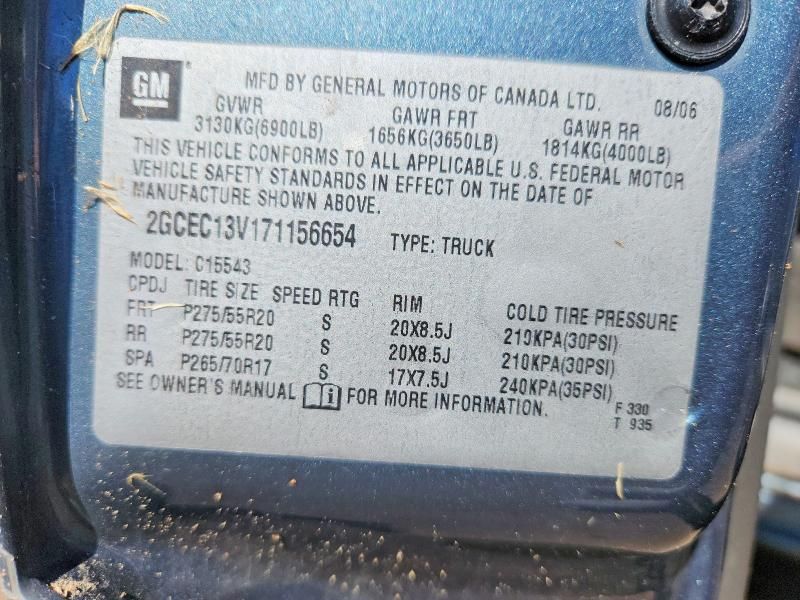 GM
MFD BY GENERAL MOTORS OF CANADA LTD. 08/06
GVWR GAWR FRT GAWR RR
3130KG(6900LB) 1656KG(3650LB) 1814KG(4000LB)
THIS VEHICLE CONFORMS TO ALL APPLICABLE U.S. FEDERAL MOTOR
VEHICLE SAFETY STANDARDS IN EFFECT ON THE DATE OF
MANUFACTURE SHOWN ABOVE.
2GCEC13V171156654 TYPE: TRUCK
MODEL: C15543
CPDJ TIRE SIZE SPEED RTG RIM COLD TIRE PRESSURE
FRT P275/55R20 S 20X8.5J 210KPA(30PSI)
RR P275/55R20 S 20X8.5J 210KPA(30PSI)
SPA P265/70R17 S 17X7.5J 240KPA(35PSI)
SEE OWNER'S MANUAL i FOR MORE INFORMATION.
F 330
T 935